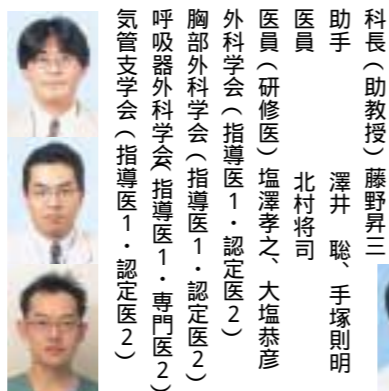 科長（助教授）藤野昇三
助手　澤井　聡、手塚則明
医員　北村将司
医員（研修医）塩澤孝之、大塩恭彦
外科学会（指導医１・認定医２）
胸部外科学会（指導医１・認定医２）
呼吸器外科学会（指導医１・専門医２）
気管支学会（指導医１・認定医２）